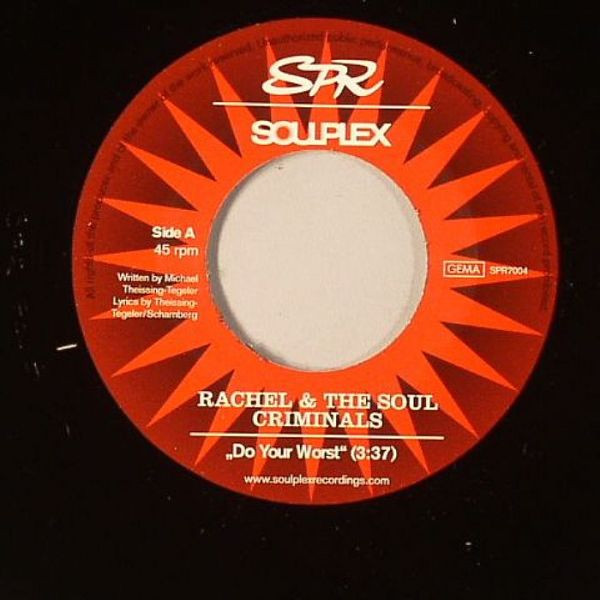 SPR
SOULPLEX
Side A
45 rpm
Written by Michael
Theissing-Tegeler
Lyrics by Theissing-
Tegeler/Scharnberg
GEMA SPR7004
RACHEL & THE SOUL
CRIMINALS
„Do Your Worst“ (3:37)
www.soulplexrecordings.com